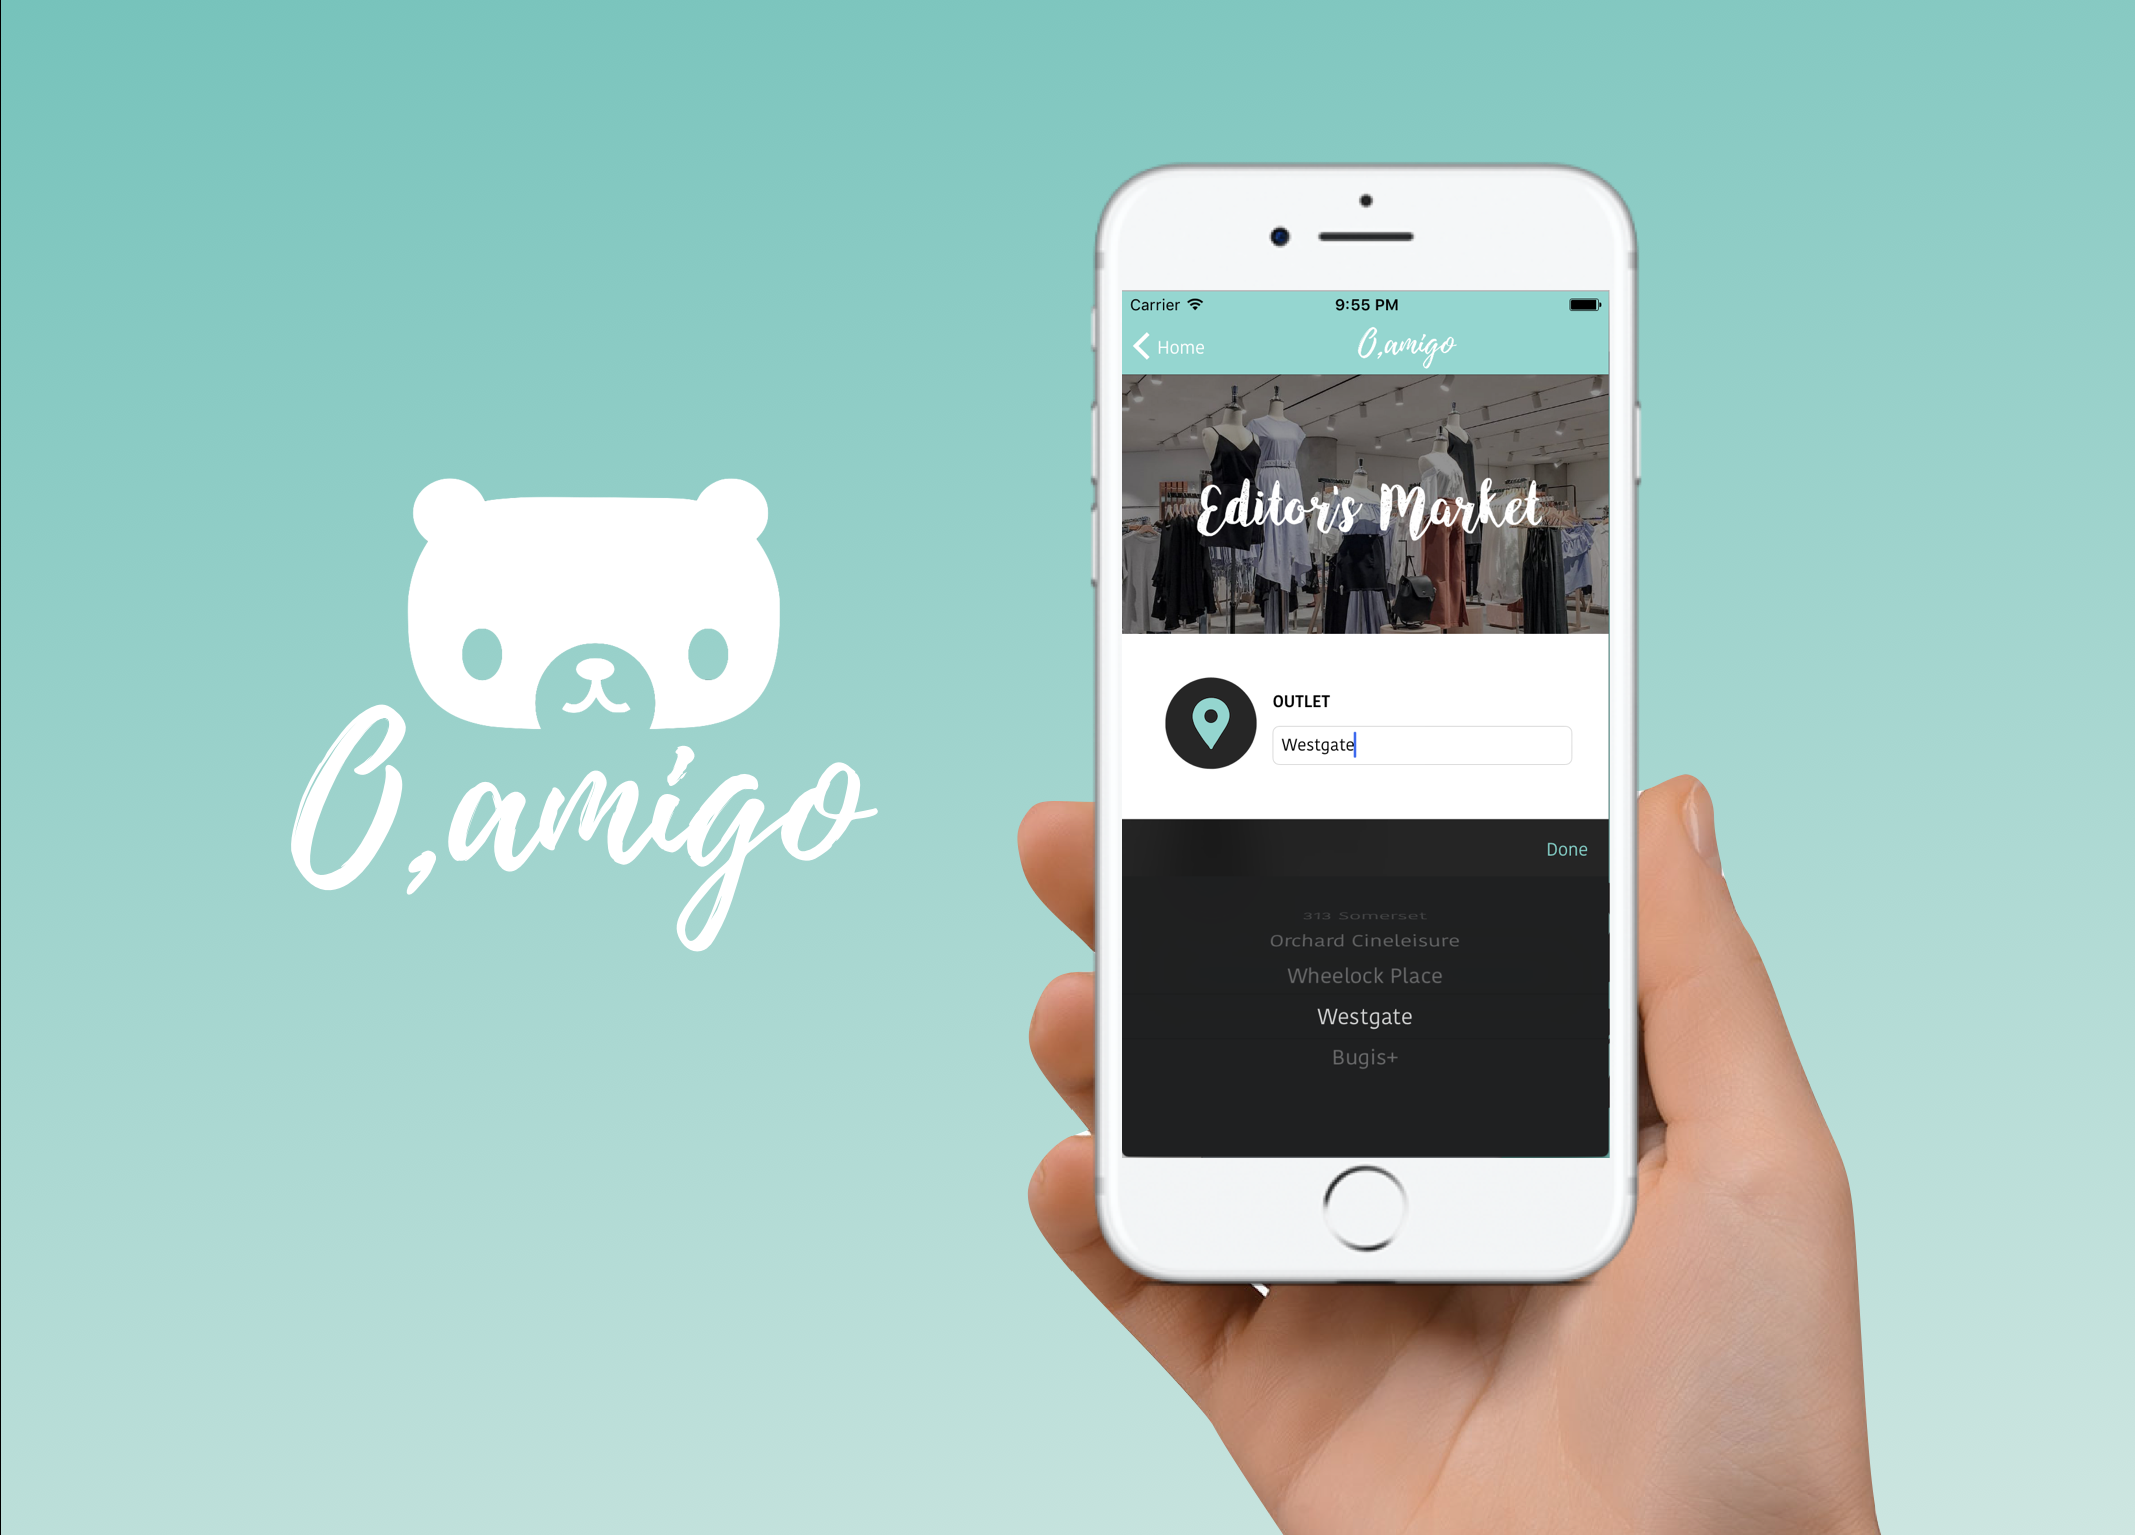 O,amigo
Carrier 9:55 PM
Home O,amigo
Editor's Market
OUTLET
Westgate
Done
313 Somerset
Orchard Cineleisure
Wheelock Place
Westgate
Bugis+